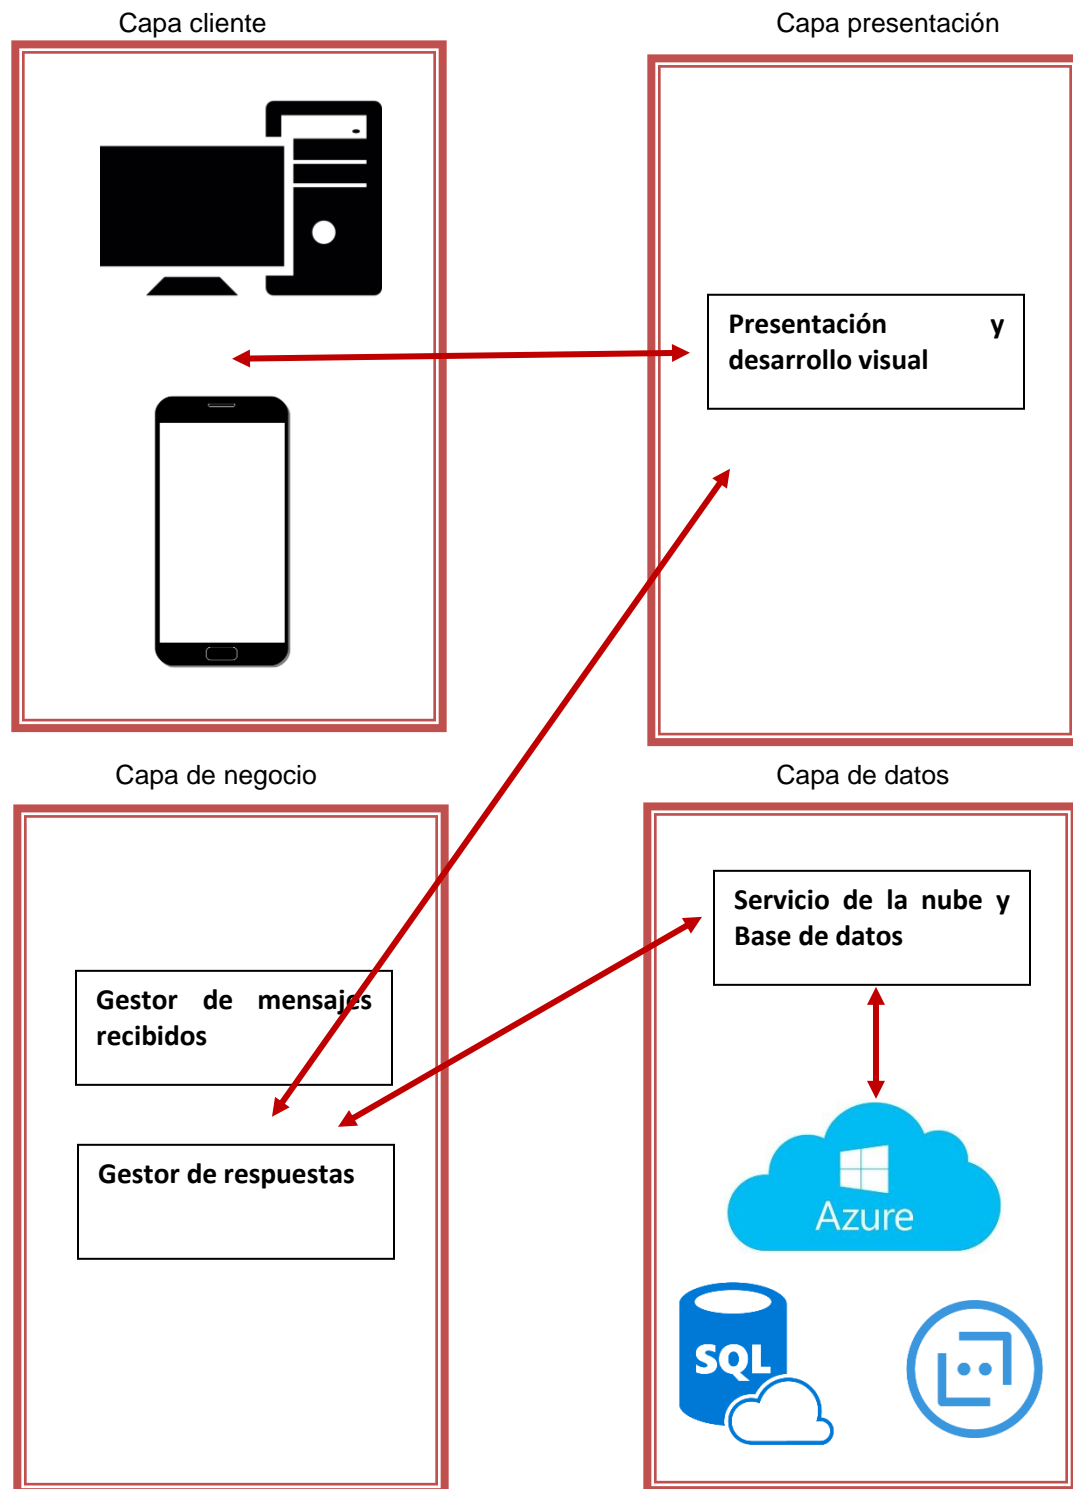 Capa cliente
Capa presentación
Presentación y
desarrollo visual
Capa de negocio
Capa de datos
Servicio de la nube y
Base de datos
Gestor de mensajes
recibidos
Gestor de respuestas
Azure
SQL